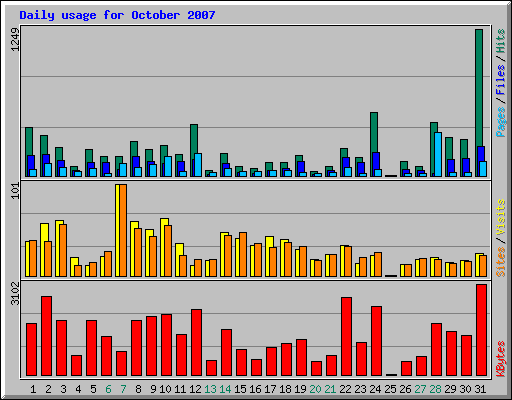 Daily usage for October 2007
1249
Pages / Files / Hits
101
Sites / Visits
3102
KBytes
1 2 3 4 5 6 7 8 9 10 11 12 13 14 15 16 17 18 19 20 21 22 23 24 25 26 27 28 29 30 31